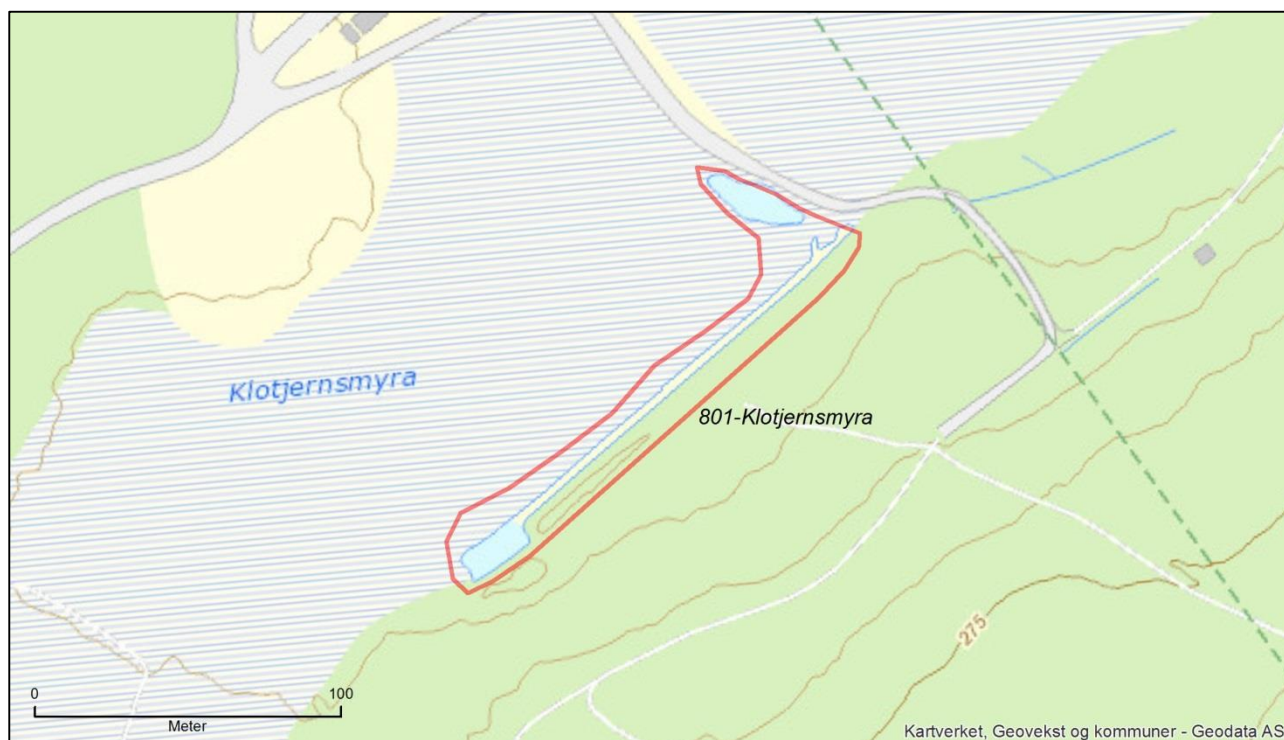 Klotjernsmyra
801-Klotjernsmyra
275
0 100
Meter
Kartverket, Geovekst og kommuner - Geodata AS